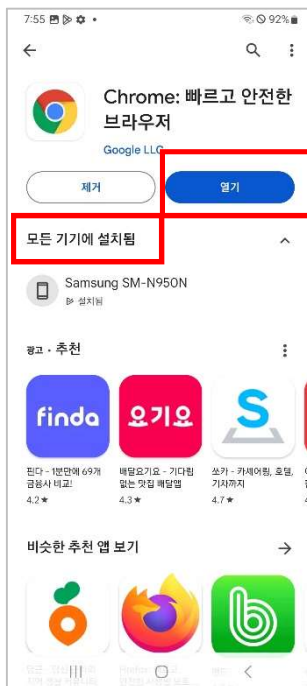 7:55
92%
Chrome: 빠르고 안전한
브라우저
Google LLC
제거
열기
모든 기기에 설치됨
Samsung SM-N950N
설치됨
광고 · 추천
finda
요기요
S
핀다 - 1분만에 69개
금융사 비교!
4.2★
배달요기요 - 기다림
없는 맛집 배달앱
4.3★
쏘카 - 카셰어링, 호텔,
기차까지
4.7★
비슷한 추천 앱 보기
b